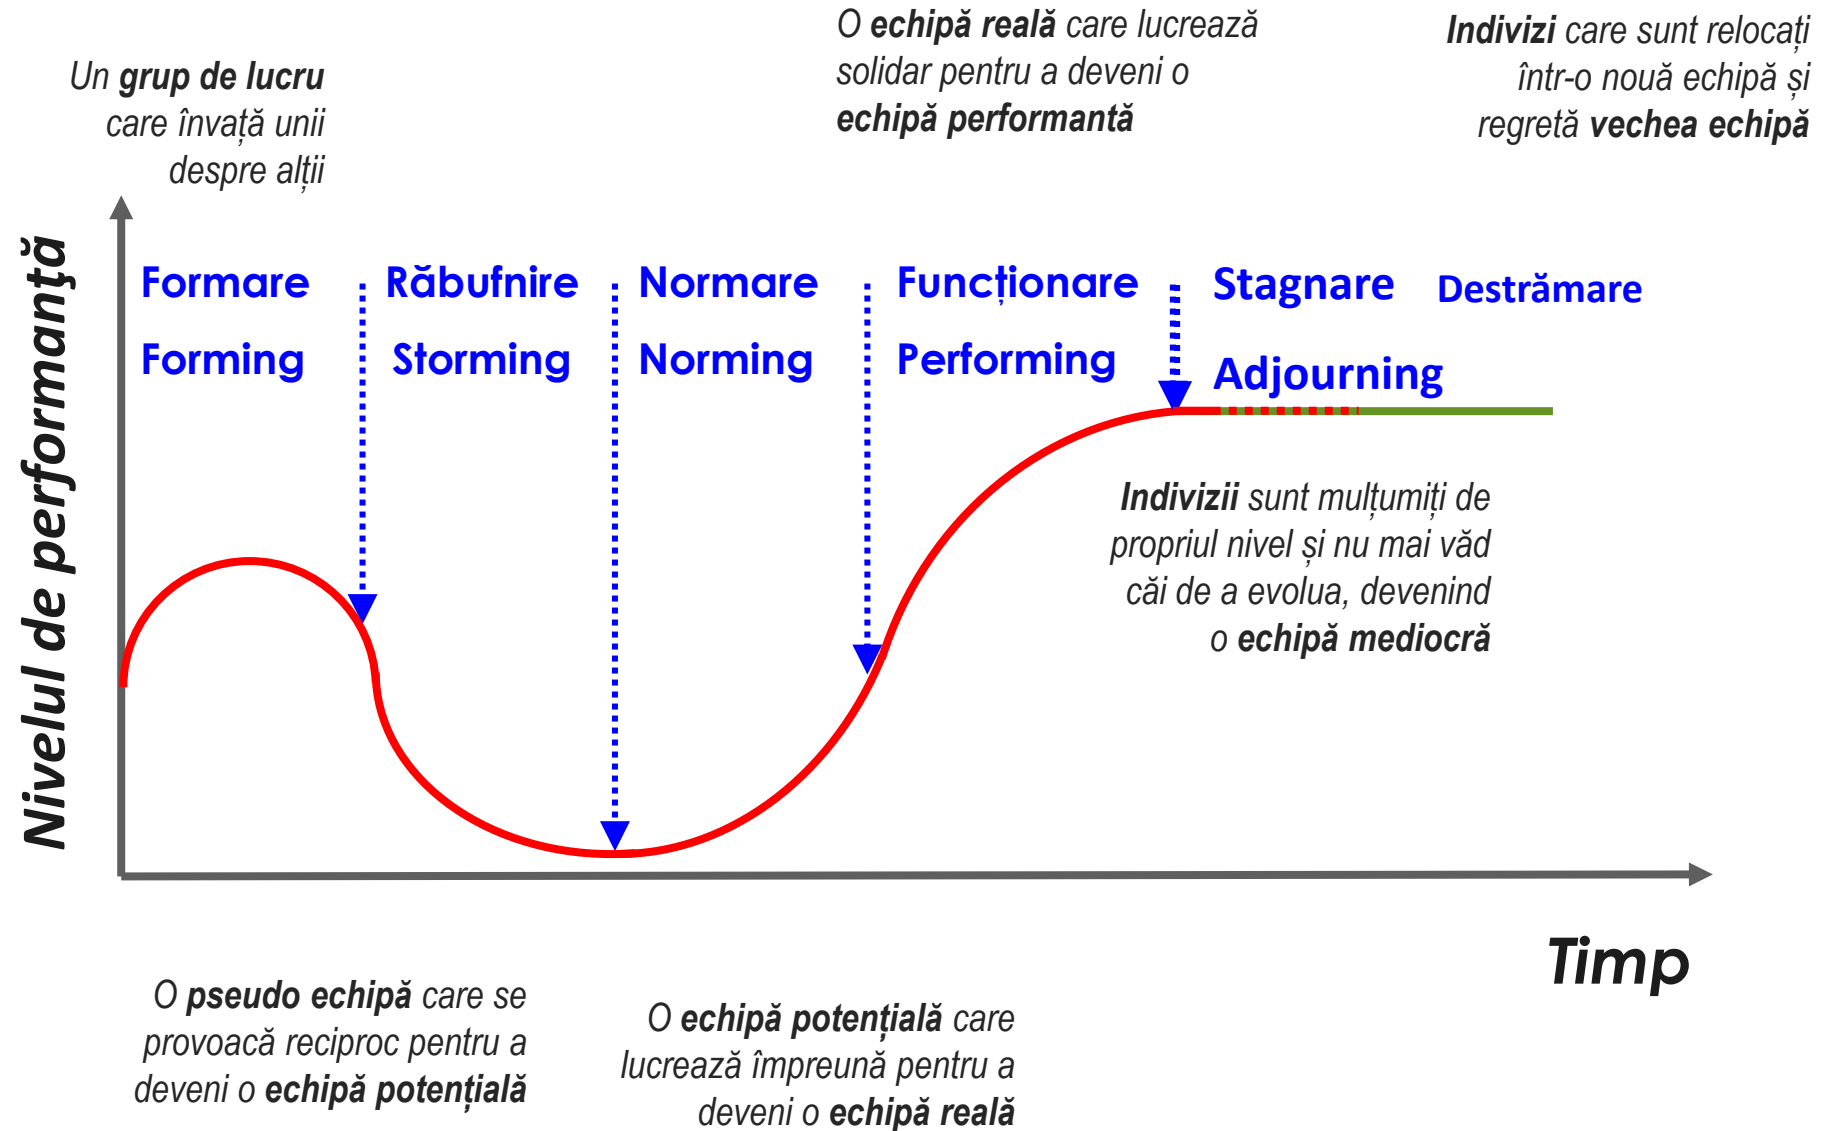 O echipă reală care lucrează
solidar pentru a deveni o
echipă performantă
Indivizi care sunt relocați
într-o nouă echipă și
regretă vechea echipă
Un grup de lucru
care învață unii
despre alții
Nivelul de performanţă
Formare
Forming
Răbufnire
Storming
Normare
Norming
Funcționare
Performing
Stagnare
Destrămare
Adjourning
Indivizii sunt mulțumiți de
propriul nivel și nu mai văd
căi de a evolua, devenind
o echipă mediocră
Timp
O pseudo echipă care se
provoacă reciproc pentru a
deveni o echipă potențială
O echipă potențială care
lucrează împreună pentru a
deveni o echipă reală